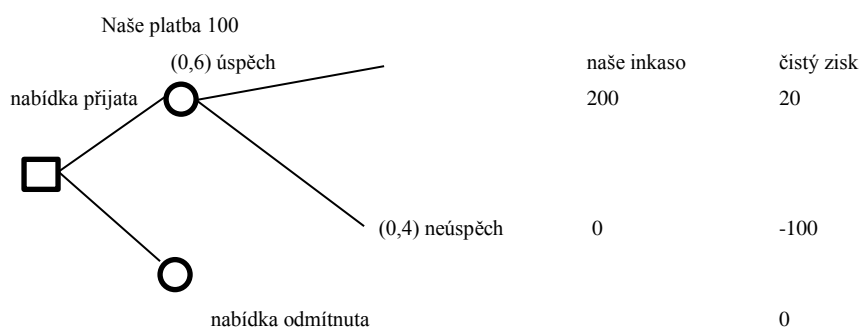 Naše platba 100
(0,6) úspěch naše inkaso čistý zisk
nabídka přijata 200 20
(0,4) neúspěch 0 -100
nabídka odmítnuta 0